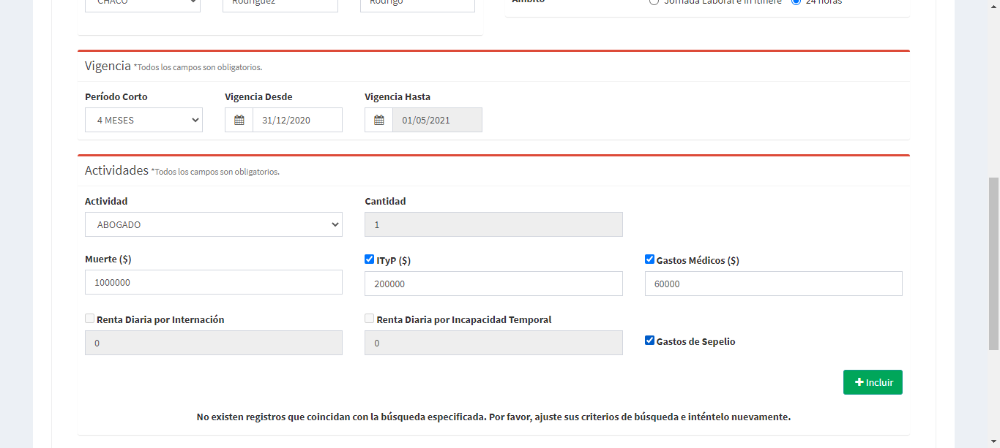 CHACO Rodriguez Rodrigo Ámbito Jornada Laboral e In Itinere 24 horas
Vigencia *Todos los campos son obligatorios.
Período Corto Vigencia Desde Vigencia Hasta
4 MESES 31/12/2020 01/05/2021
Actividades *Todos los campos son obligatorios.
Actividad Cantidad
ABOGADO 1
Muerte ($) ITyP ($) Gastos Médicos ($)
1000000 200000 60000
Renta Diaria por Internación Renta Diaria por Incapacidad Temporal
0 0 Gastos de Sepelio
Incluir
No existen registros que coincidan con la búsqueda especificada. Por favor, ajuste sus criterios de búsqueda e inténtelo nuevamente.